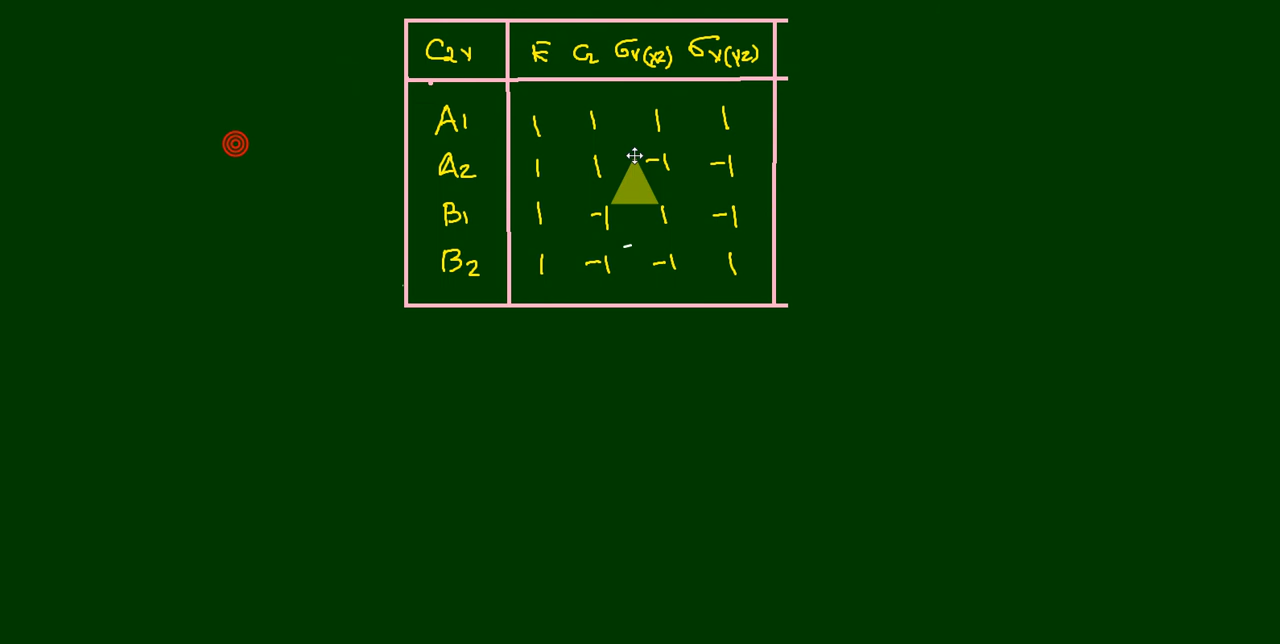 C2v E C2 σv(xz) σv(yz)
A1 1 1 1 1
A2 1 1 -1 -1
B1 1 -1 1 -1
B2 1 -1 -1 1